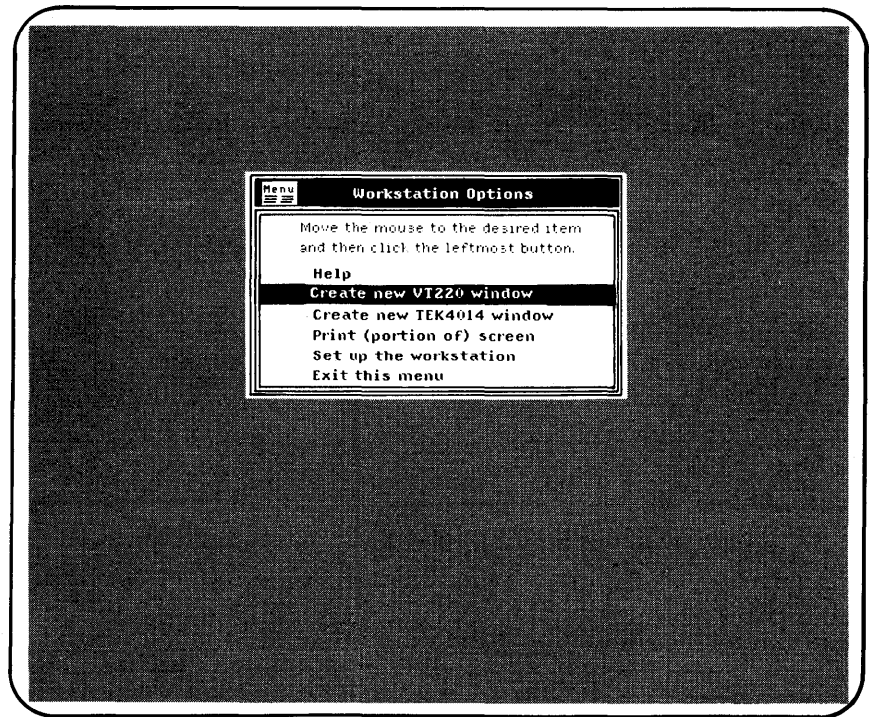 Menu
Workstation Options
Move the mouse to the desired item
and then click the leftmost button.
Help
Create new VT220 window
Create new TEK4014 window
Print (portion of) screen
Set up the workstation
Exit this menu